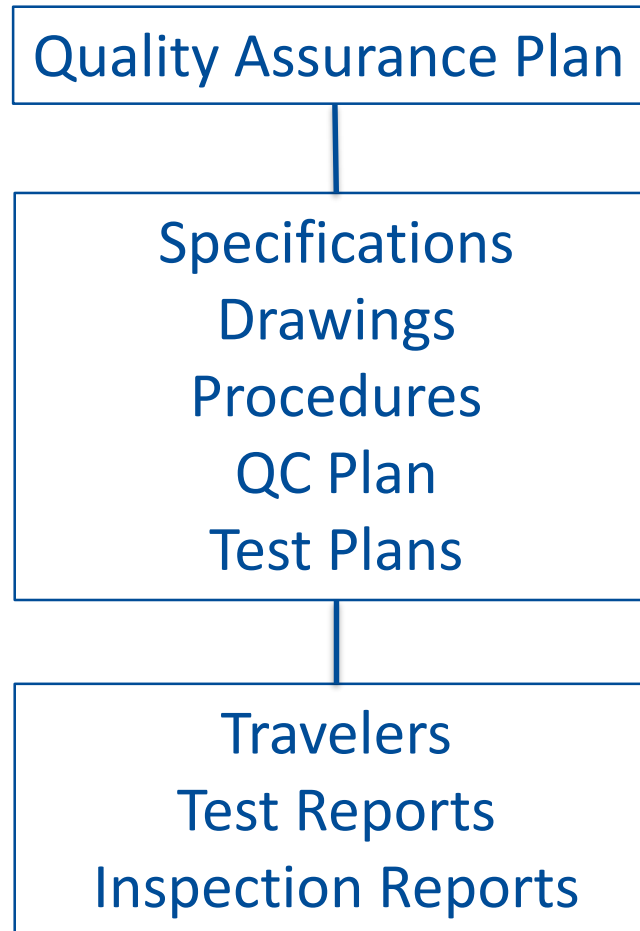 Quality Assurance Plan
Specifications
Drawings
Procedures
QC Plan
Test Plans
Travelers
Test Reports
Inspection Reports